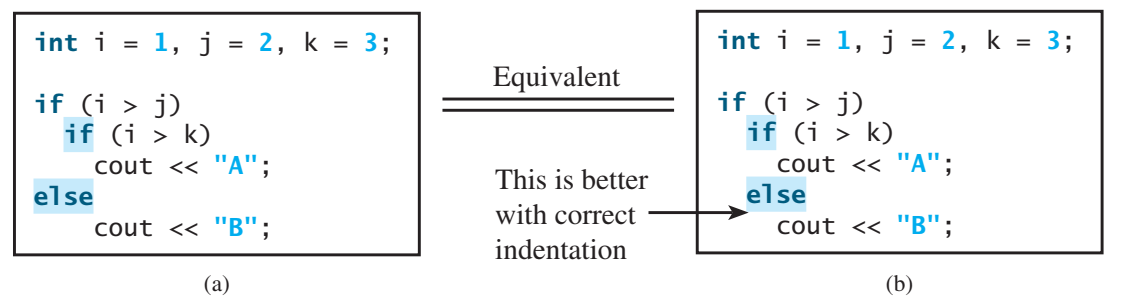 int i = 1, j = 2, k = 3;
if (i > j)
if (i > k)
cout << "A";
else
cout << "B";
(a)
Equivalent
This is better
with correct
indentation
int i = 1, j = 2, k = 3;
if (i > j)
if (i > k)
cout << "A";
else
cout << "B";
(b)